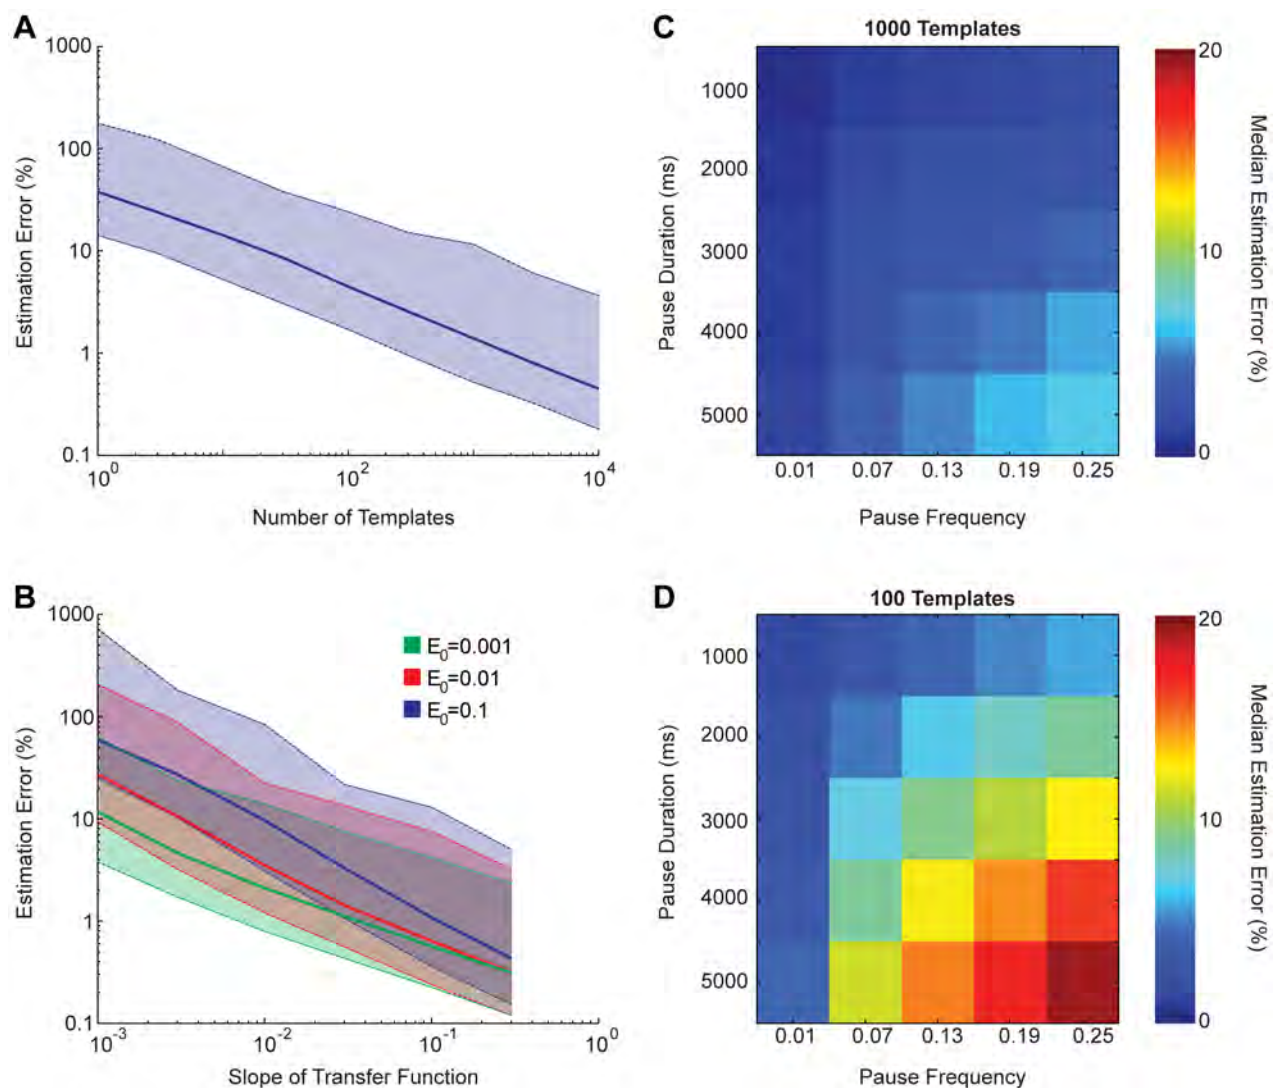 A
1000
100
10
1
0.1
10^0
10^2
10^4
Estimation Error (%)
Number of Templates
C
1000 Templates
1000
2000
3000
4000
5000
Pause Duration (ms)
0.01 0.07 0.13 0.19 0.25
Pause Frequency
20
10
0
Median Estimation Error (%)
B
1000
100
10
1
0.1
10^-3
10^-2
10^-1
10^0
Estimation Error (%)
Slope of Transfer Function
E_0=0.001
E_0=0.01
E_0=0.1
D
100 Templates
1000
2000
3000
4000
5000
Pause Duration (ms)
0.01 0.07 0.13 0.19 0.25
Pause Frequency
20
10
0
Median Estimation Error (%)